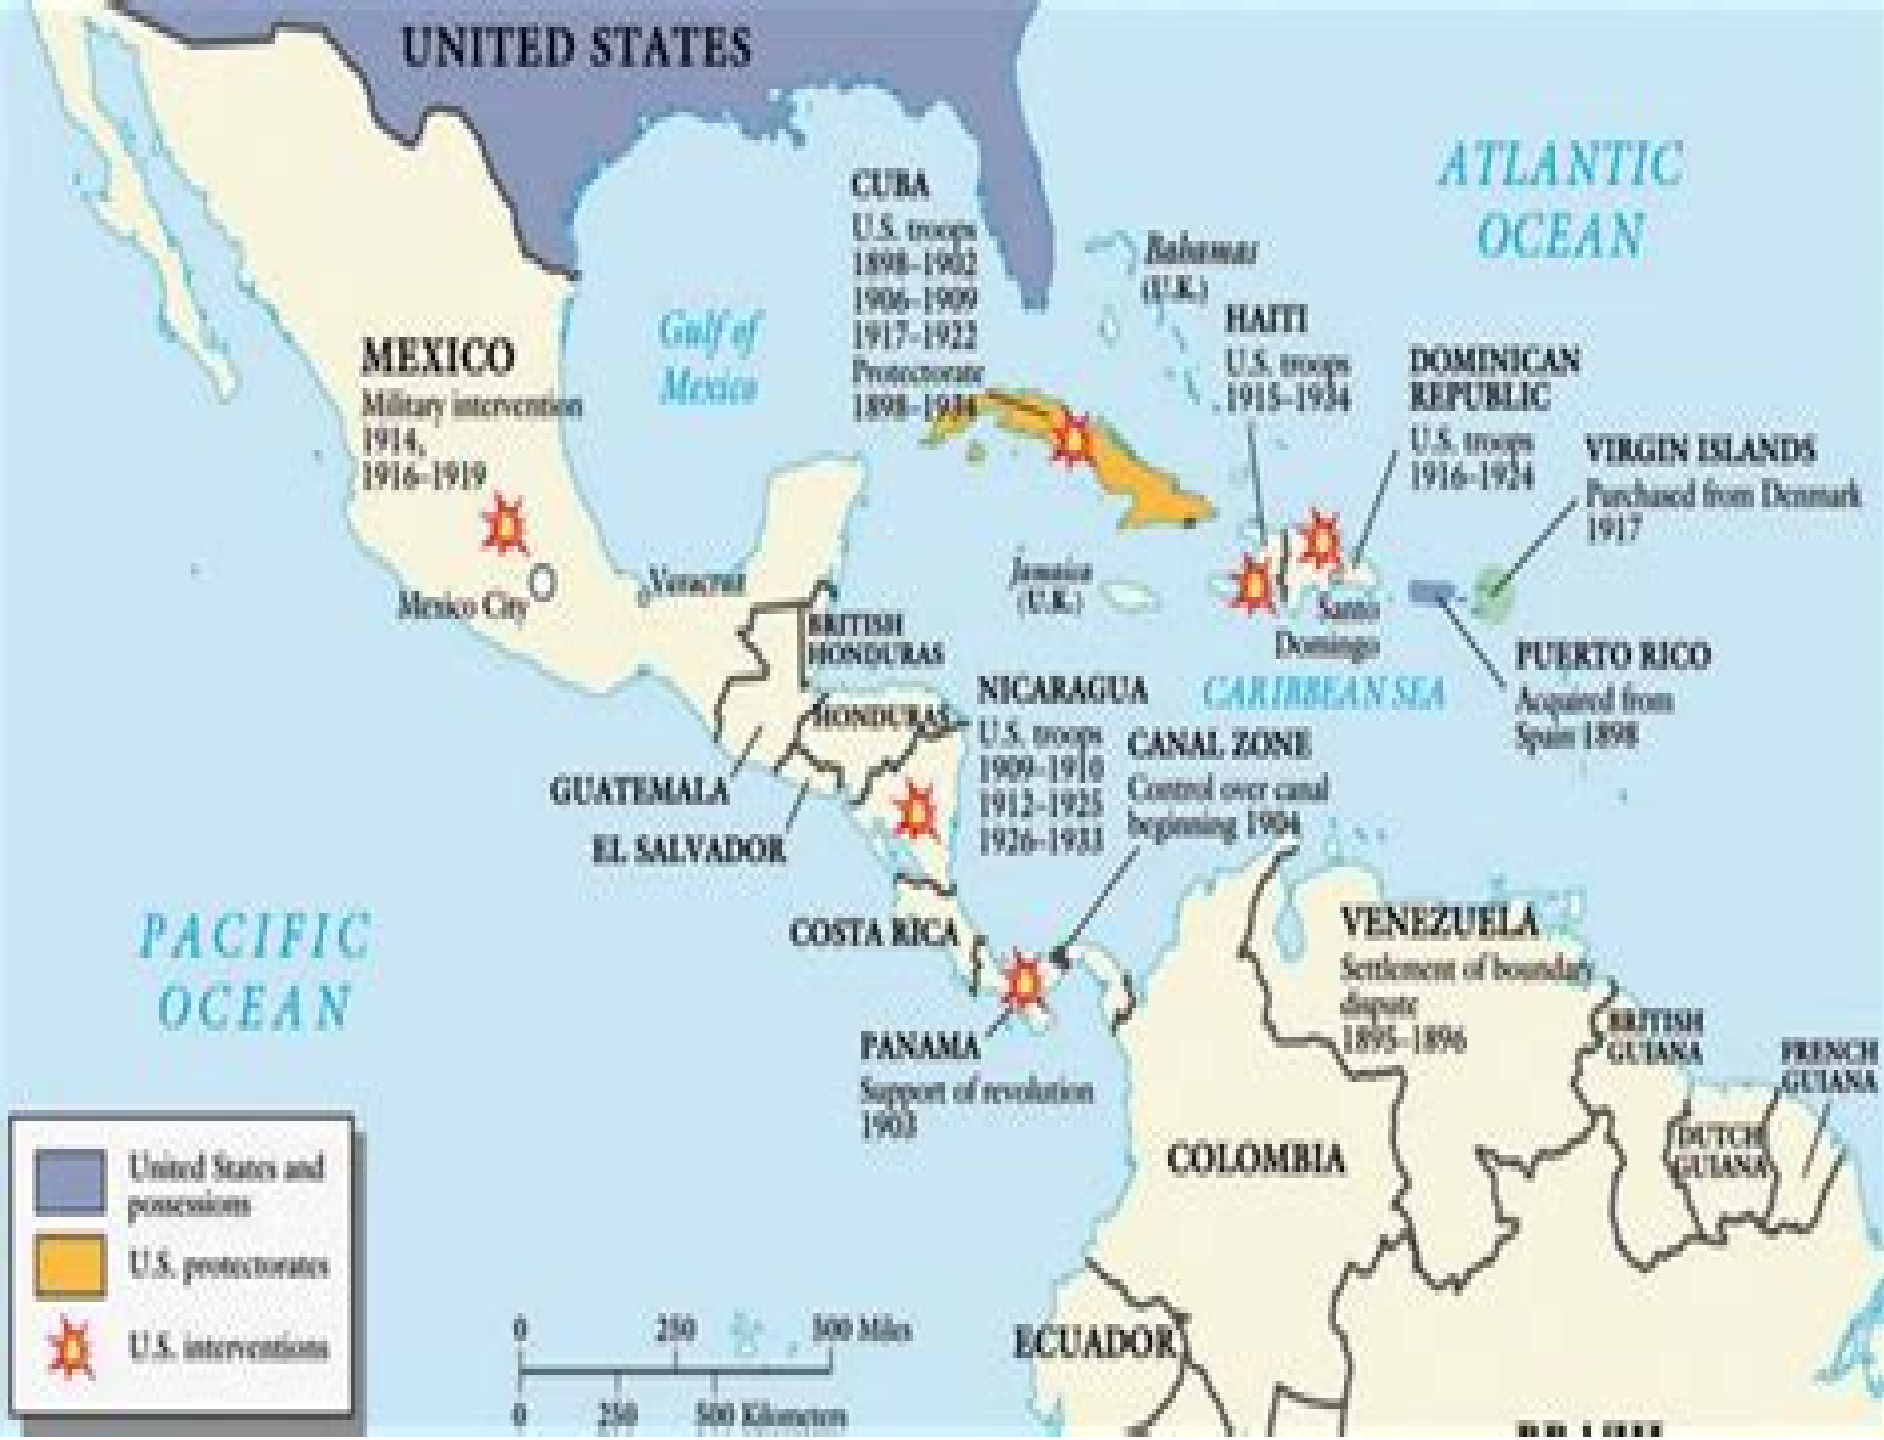 UNITED STATES
ATLANTIC
OCEAN
CUBA
U.S. troops
1898–1902
1906–1909
1917–1922
Protectorate
Bahamas
(U.K.)
HAITI
U.S. troops
1915–1934
Gulf of
Mexico
MEXICO
Military intervention
1914,
1916–1919
DOMINICAN
REPUBLIC
U.S. troops
1916–1924
VIRGIN ISLANDS
Purchased from Denmark
1917
Mexico City
Veracruz
Jamaica
(U.K.)
Santo
Domingo
BRITISH
HONDURAS
PUERTO RICO
Acquired from
Spain 1898
CARIBBEAN SEA
HONDURAS
NICARAGUA
U.S. troops
1909–1910
1912–1925
1926–1933
CANAL ZONE
Control over canal
beginning 1904
GUATEMALA
EL SALVADOR
PACIFIC
OCEAN
COSTA RICA
VENEZUELA
Settlement of boundary
dispute
1895–1896
PANAMA
Support of revolution
1903
BRITISH
GUIANA
FRENCH
GUIANA
DUTCH
GUIANA
COLOMBIA
ECUADOR
United States and
possessions
U.S. protectorates
U.S. interventions
0 250 500 Miles
0 250 500 Kilometers